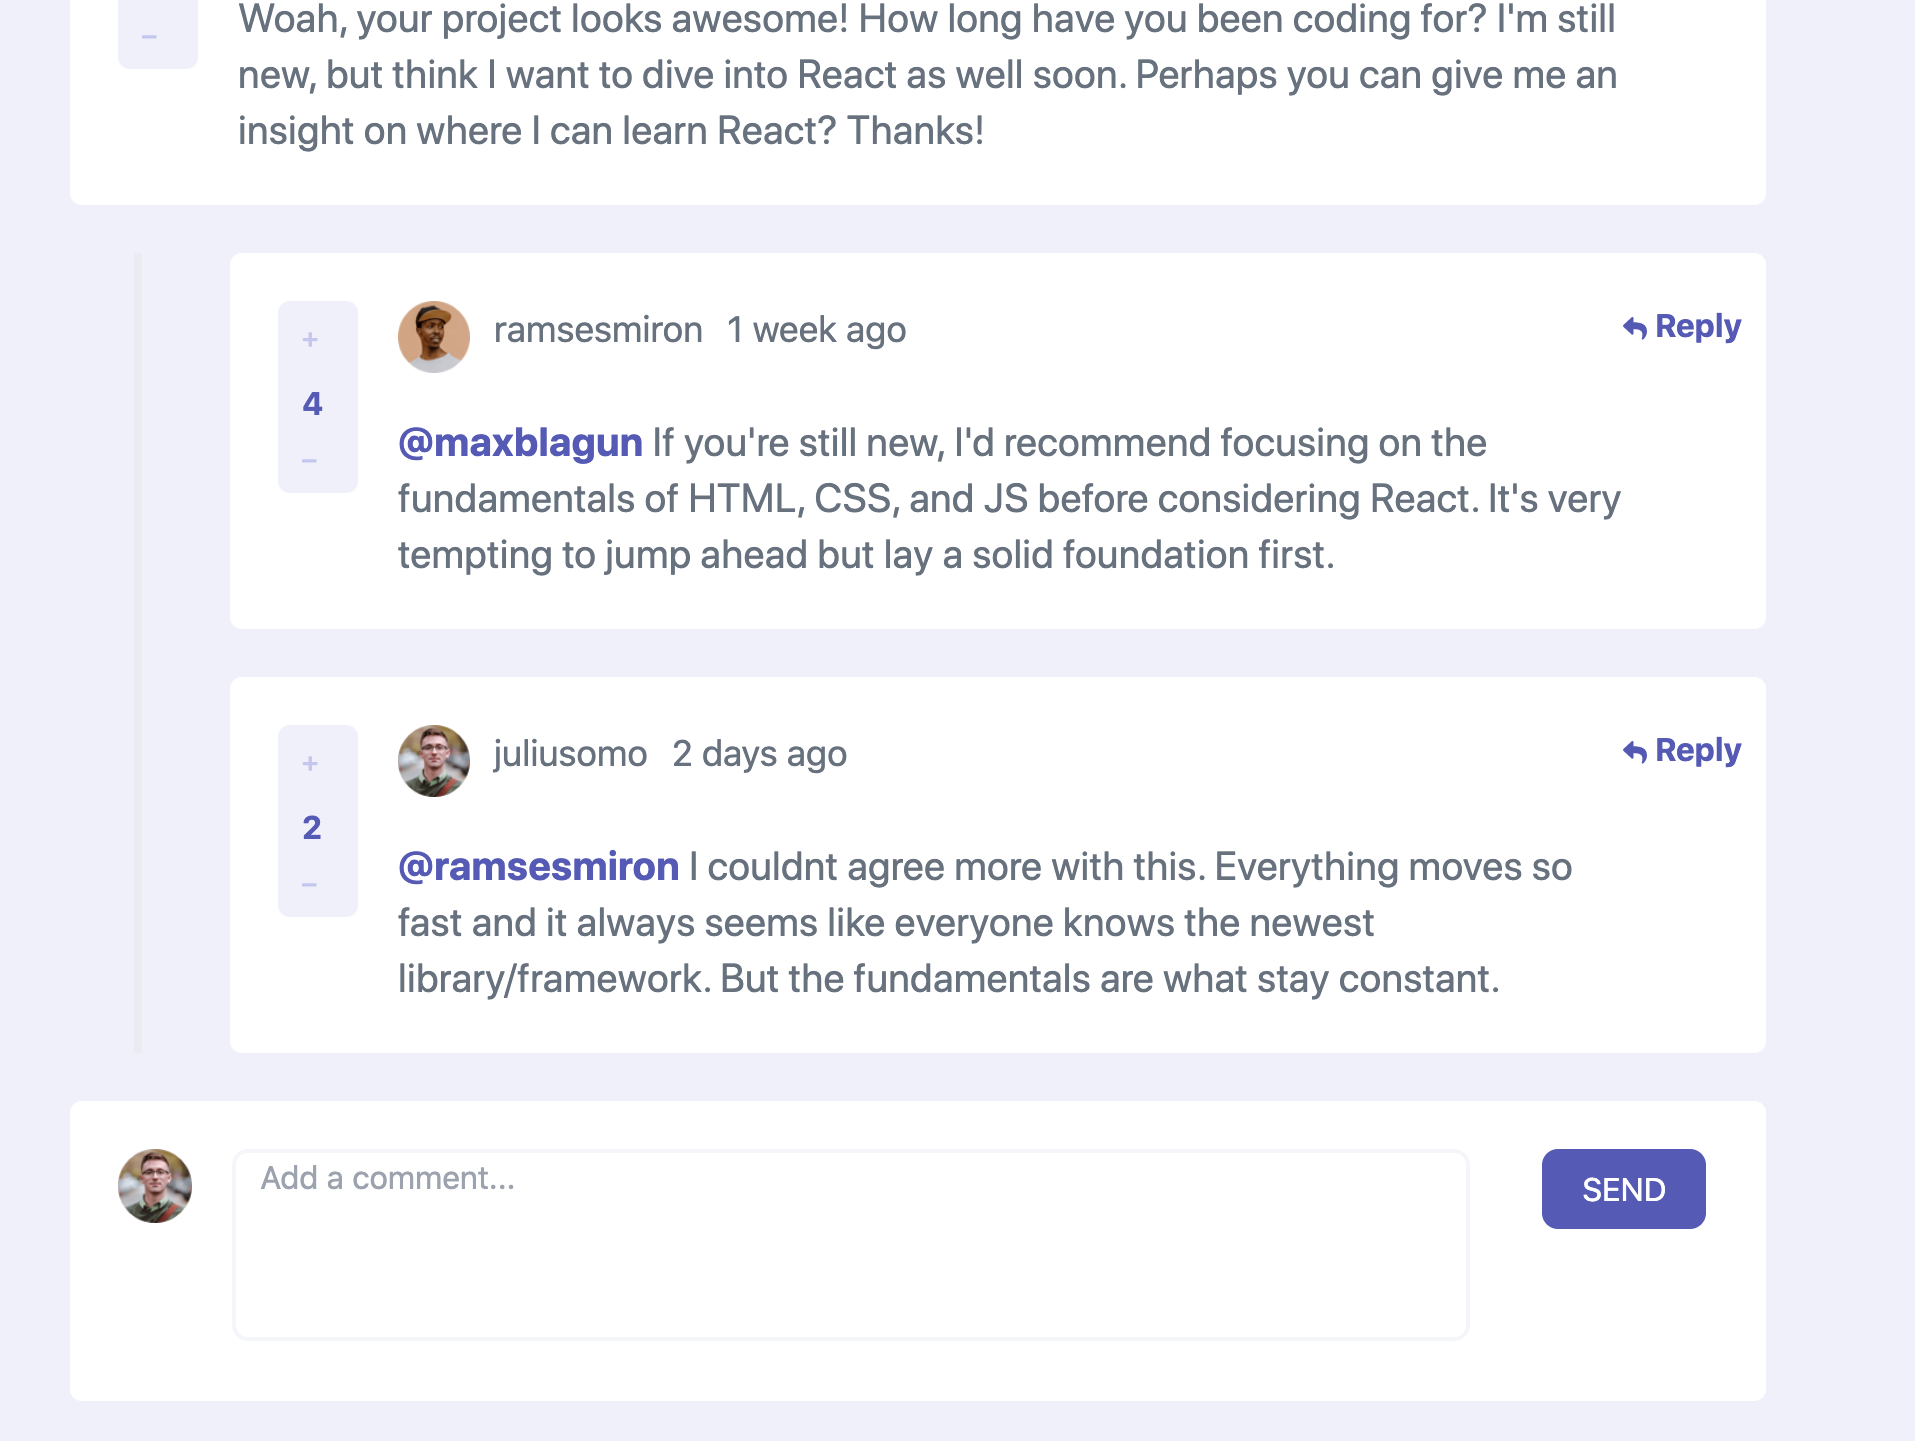 Woah, your project looks awesome! How long have you been coding for? I'm still
new, but think I want to dive into React as well soon. Perhaps you can give me an
insight on where I can learn React? Thanks!
ramsesmiron 1 week ago
Reply
4
@maxblagun If you're still new, I'd recommend focusing on the
fundamentals of HTML, CSS, and JS before considering React. It's very
tempting to jump ahead but lay a solid foundation first.
juliusomo 2 days ago
Reply
2
@ramsesmiron I couldnt agree more with this. Everything moves so
fast and it always seems like everyone knows the newest
library/framework. But the fundamentals are what stay constant.
Add a comment...
SEND